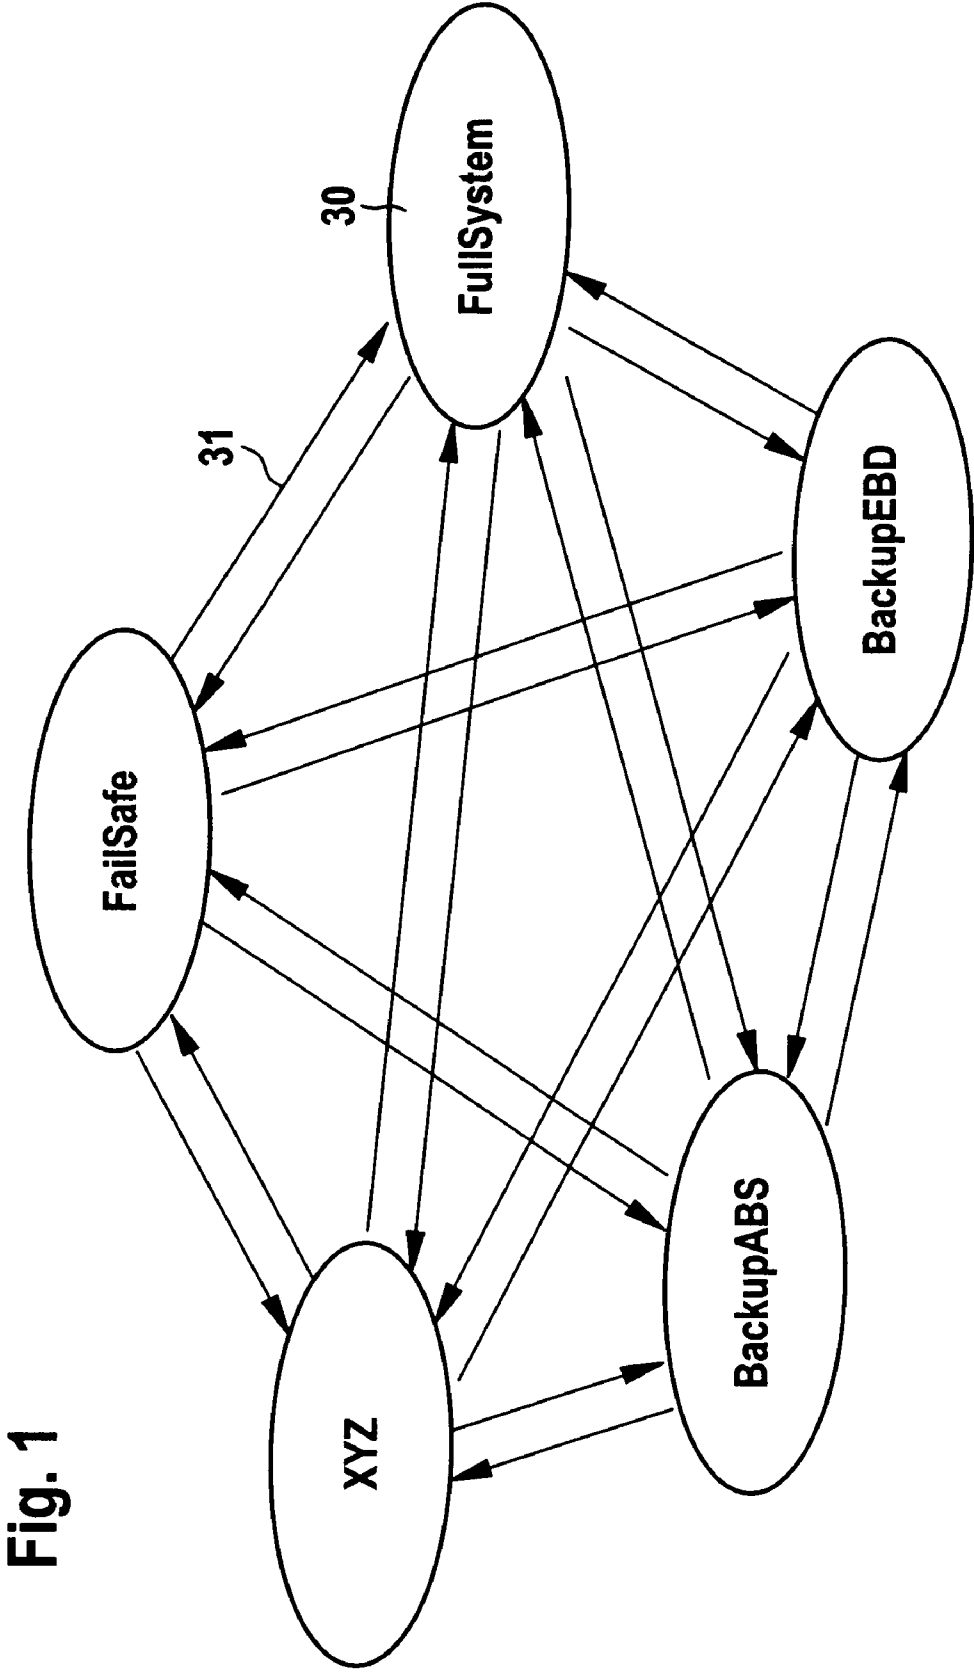 Fig. 1
FailSafe
31
30
XYZ
FullSystem
BackupABS
BackupEBD